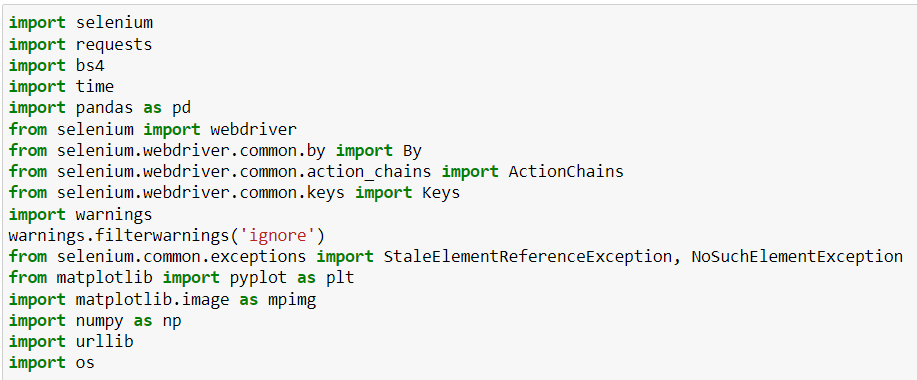 import selenium
import requests
import bs4
import time
import pandas as pd
from selenium import webdriver
from selenium.webdriver.common.by import By
from selenium.webdriver.common.action_chains import ActionChains
from selenium.webdriver.common.keys import Keys
import warnings
warnings.filterwarnings('ignore')
from selenium.common.exceptions import StaleElementReferenceException, NoSuchElementException
from matplotlib import pyplot as plt
import matplotlib.image as mpimg
import numpy as np
import urllib
import os